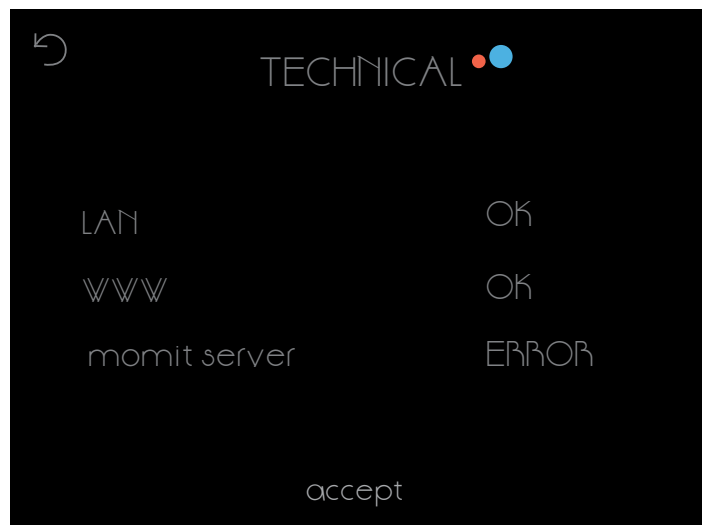 TECHNICAL
LAN OK
WWW OK
momit server ERROR
accept